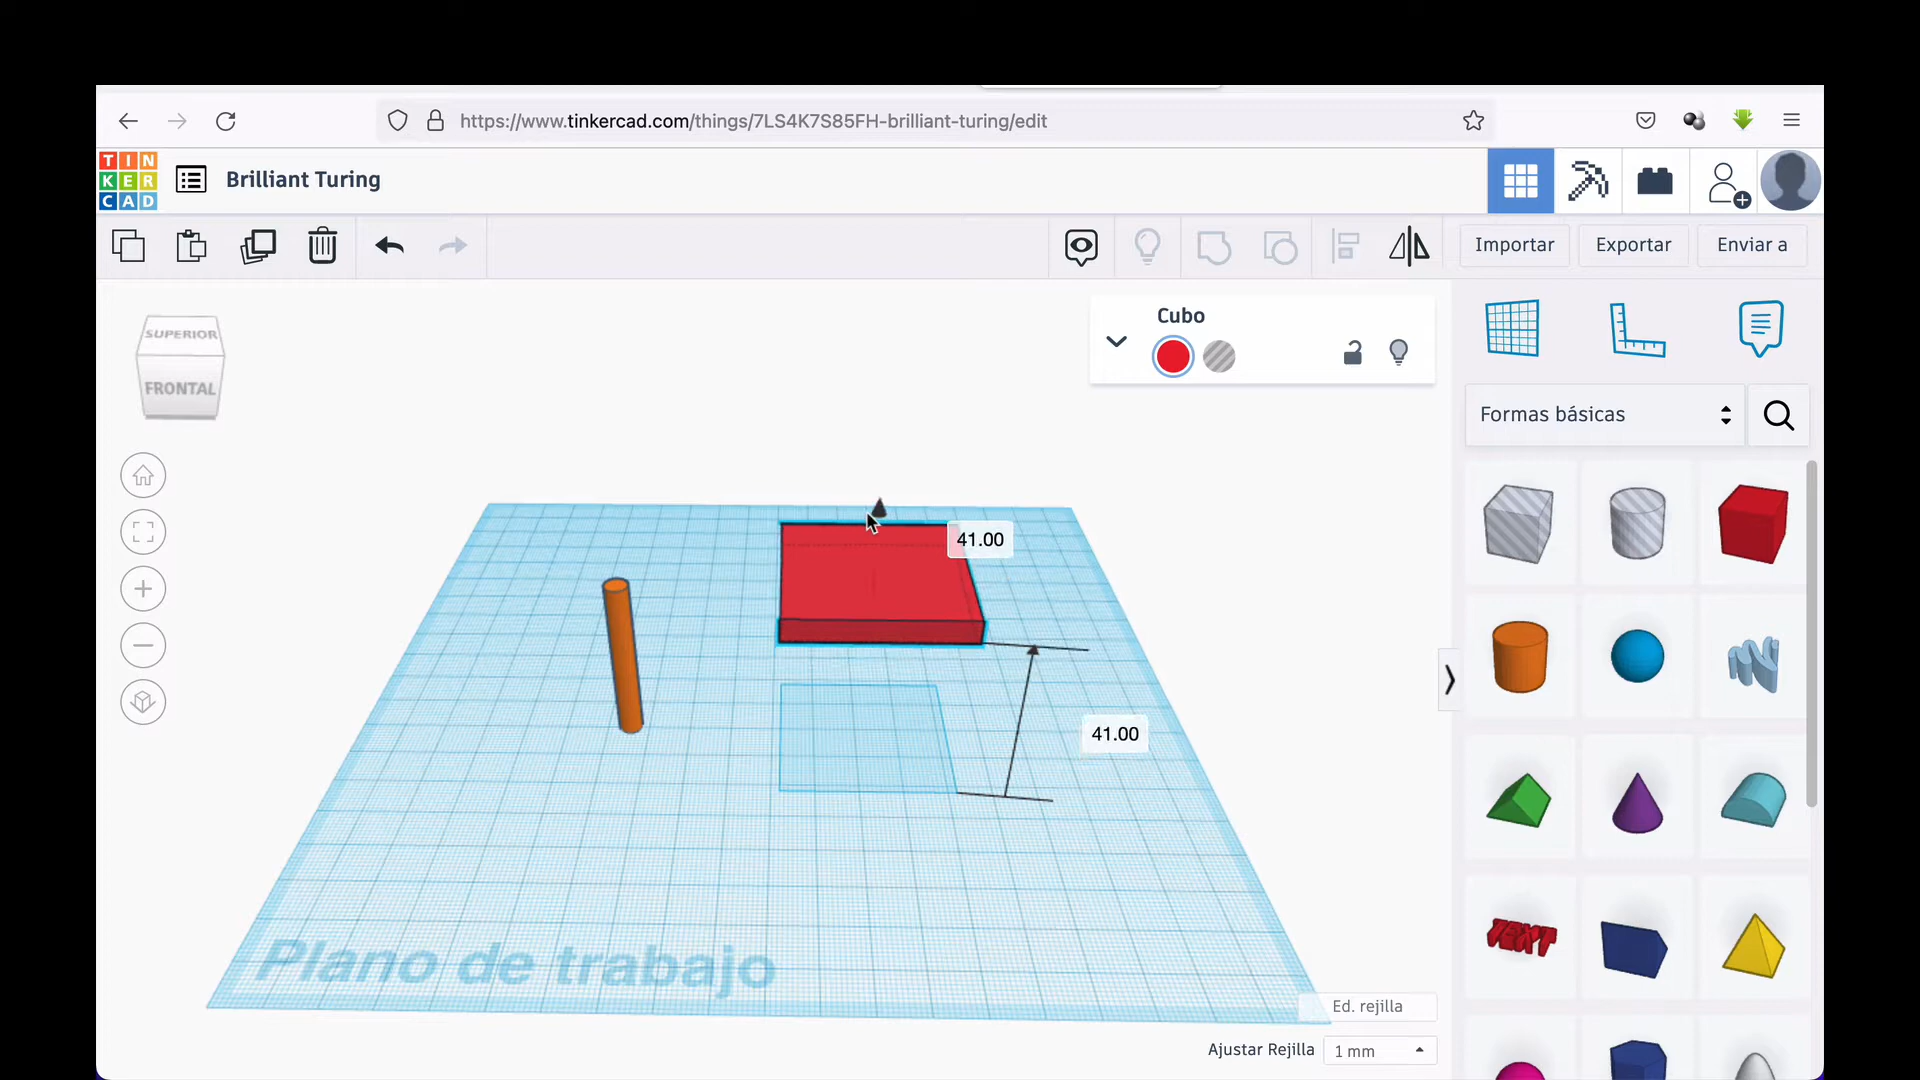 https://www.tinkercad.com/things/7LS4K7S85FH-brilliant-turing/edit
TIN
KER
CAD
Brilliant Turing
Importar
Exportar
Enviar a
SUPERIOR
FRONTAL
Cubo
Formas básicas
41.00
41.00
TEXT
Plano de trabajo
Ed. rejilla
Ajustar Rejilla
1 mm